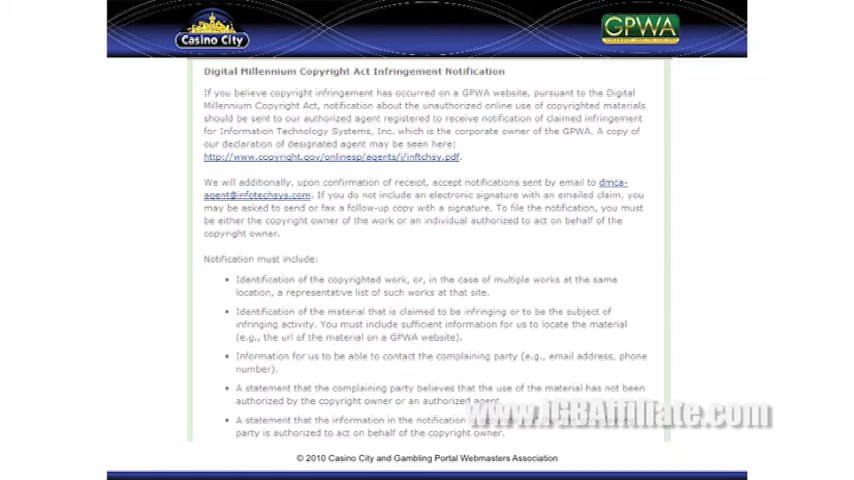 Casino City
GPWA
Digital Millennium Copyright Act Infringement Notification
If you believe copyright infringement has occurred on a GPWA website, pursuant to the Digital
Millennium Copyright Act, notification about the unauthorized online use of copyrighted materials
should be sent to our authorized agent registered to receive notification of claimed infringement
for Information Technology Systems, Inc. which is the corporate owner of the GPWA. A copy of
our declaration of designated agent may be seen here:
http://www.copyright.gov/onlinesp/agents/i/inftchsy.pdf.
We will additionally, upon confirmation of receipt, accept notifications sent by email to dmca-
agent@infotechsys.com. If you do not include an electronic signature with an emailed claim, you
may be asked to send or fax a follow-up copy with a signature. To file the notification, you must
be either the copyright owner of the work or an individual authorized to act on behalf of the
copyright owner.
Notification must include:
• Identification of the copyrighted work, or, in the case of multiple works at the same
location, a representative list of such works at that site.
• Identification of the material that is claimed to be infringing or to be the subject of
infringing activity. You must include sufficient information for us to locate the material
(e.g., the url of the material on a GPWA website).
• Information for us to be able to contact the complaining party (e.g., email address, phone
number).
• A statement that the complaining party believes that the use of the material has not been
authorized by the copyright owner or an authorized agent.
• A statement that the information in the notification
party is authorized to act on behalf of the copyright owner.
www.iGBAffiliate.com
© 2010 Casino City and Gambling Portal Webmasters Association